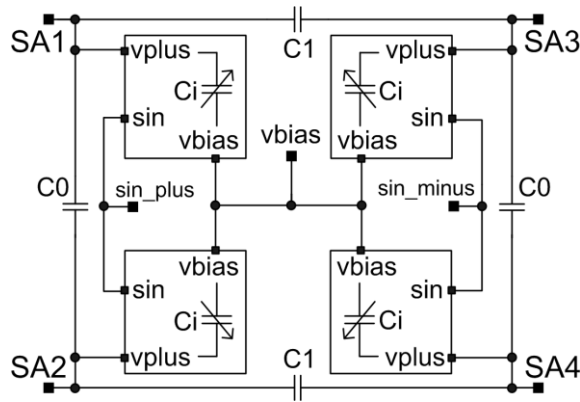 SA1 C1 SA3
vplus vplus
Ci Ci
sin sin
vbias vbias vbias
C0 sin_plus sin_minus C0
vbias vbias
sin sin
Ci Ci
vplus C1 vplus
SA2 SA4